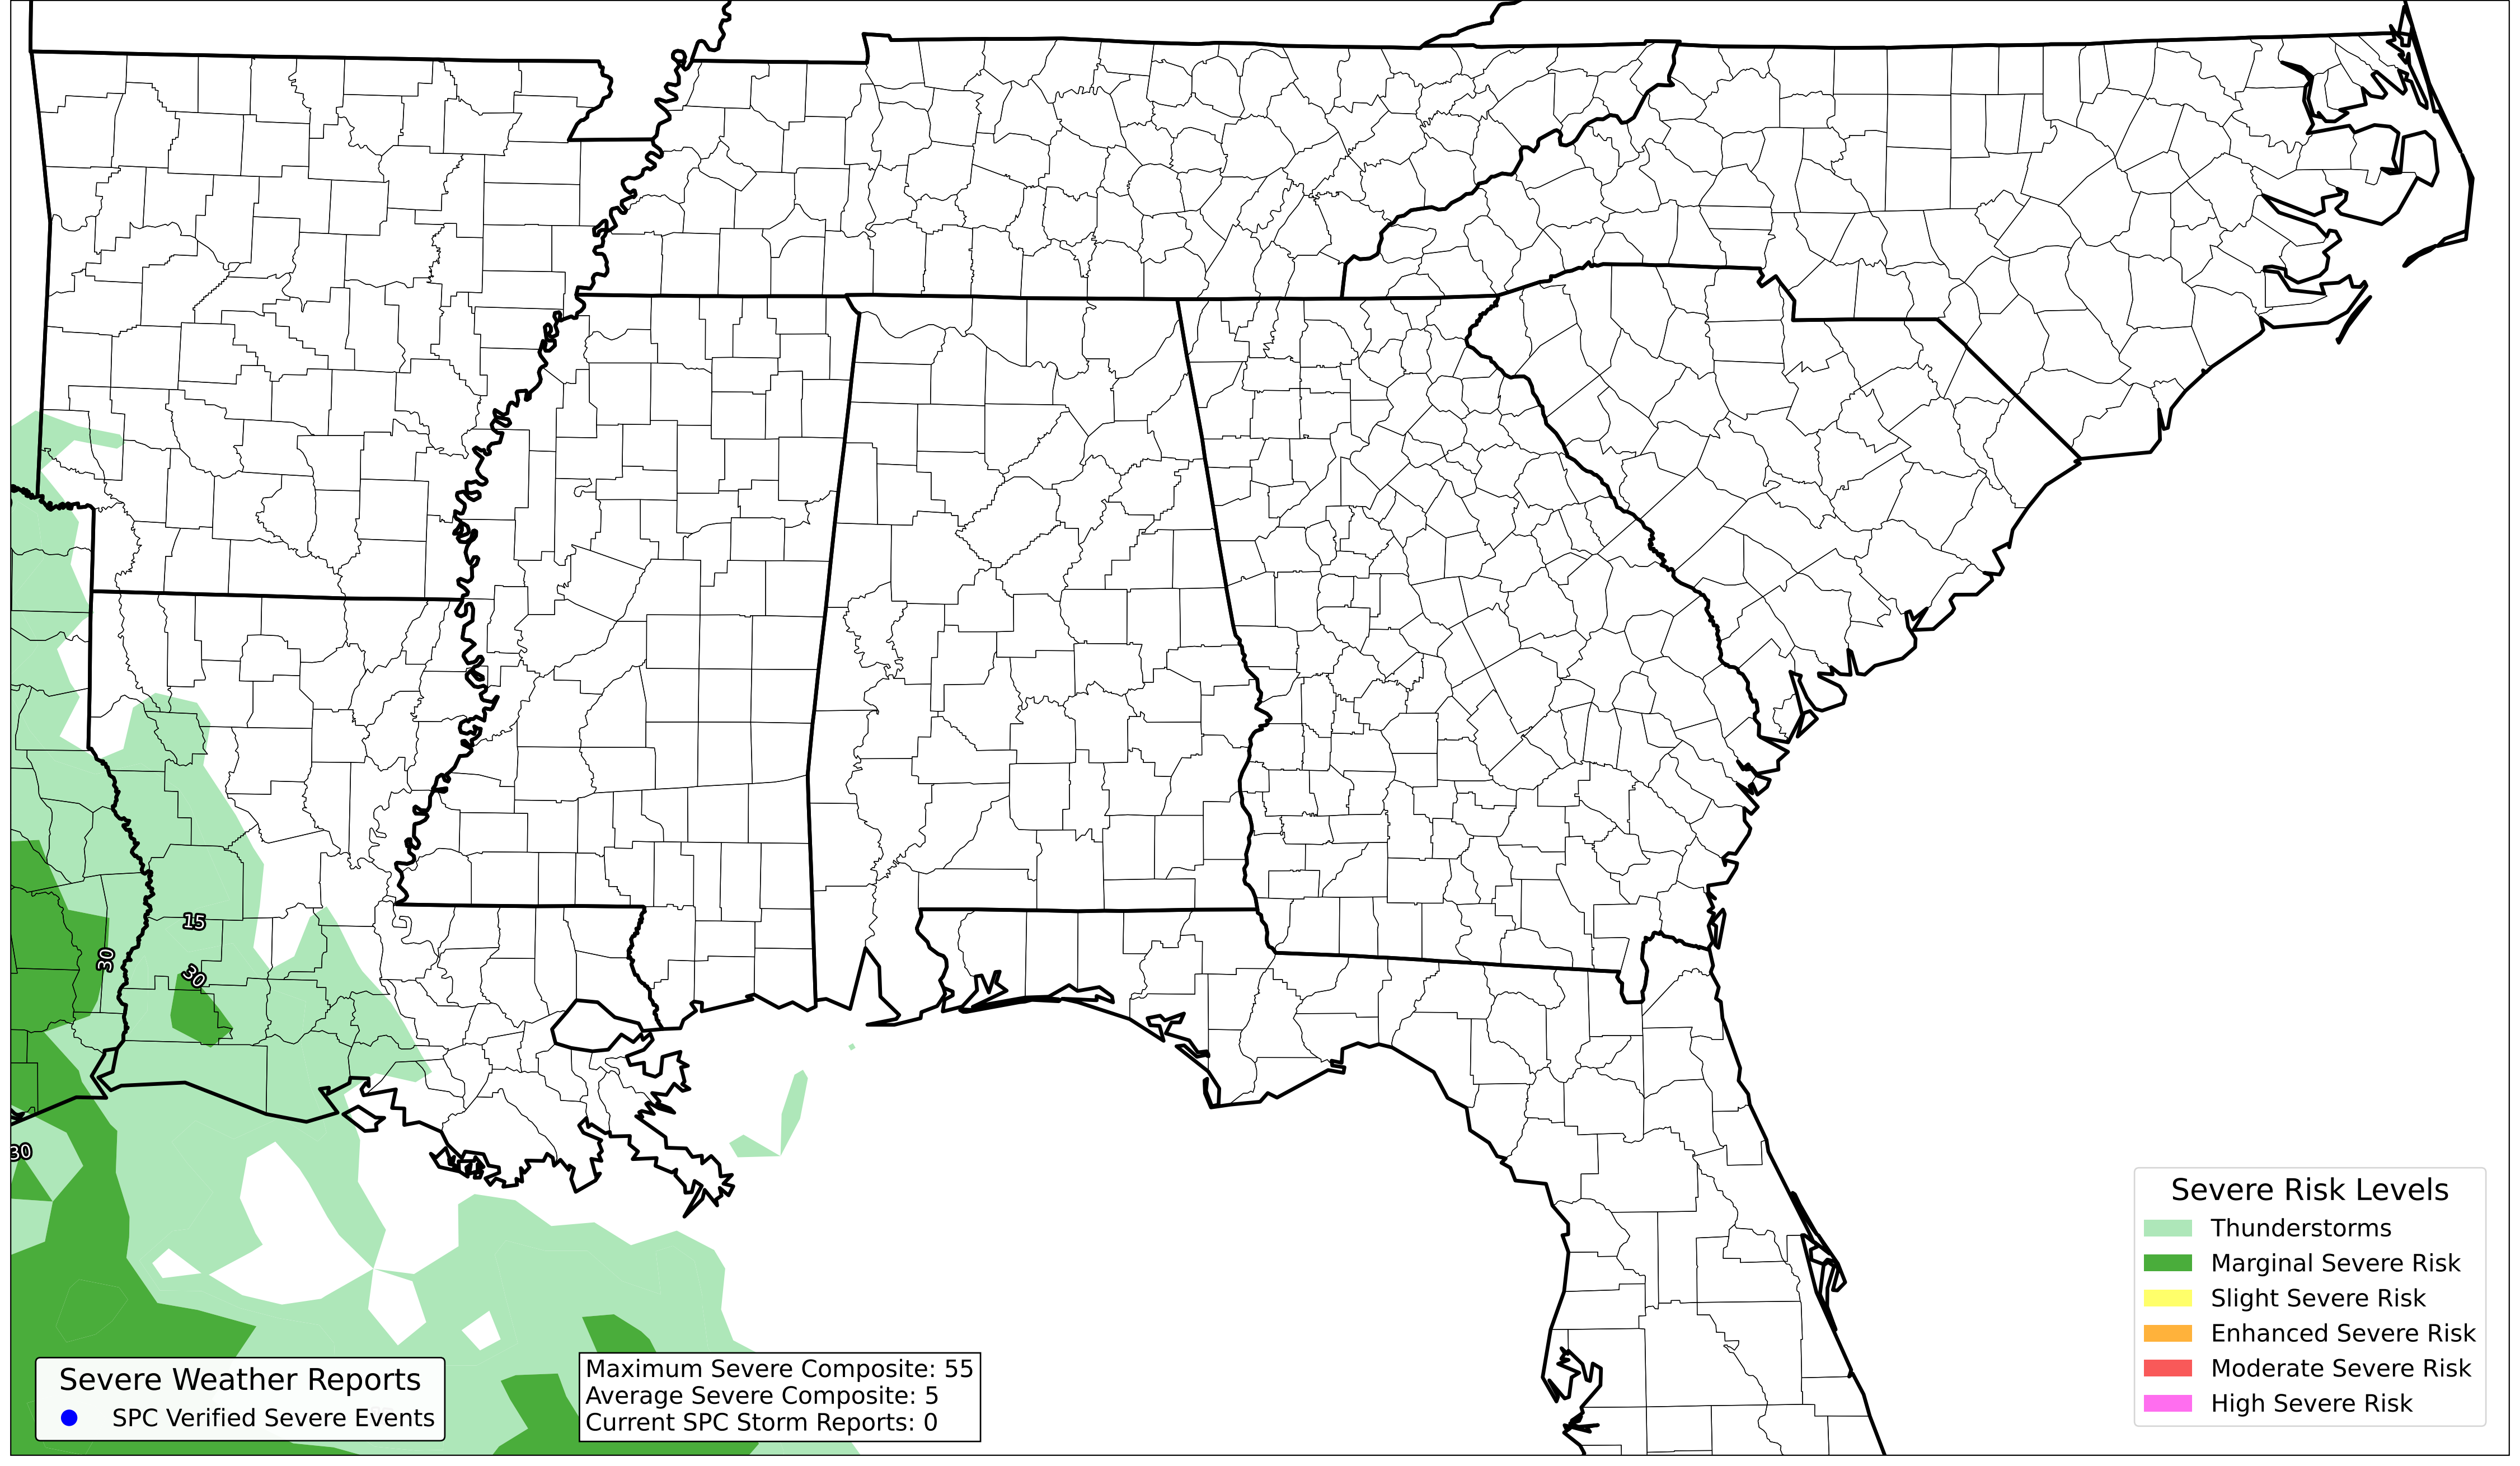 15
30
30
30
Severe Risk Levels
Thunderstorms
Marginal Severe Risk
Slight Severe Risk
Enhanced Severe Risk
Moderate Severe Risk
High Severe Risk
Severe Weather Reports
SPC Verified Severe Events
Maximum Severe Composite: 55
Average Severe Composite: 5
Current SPC Storm Reports: 0